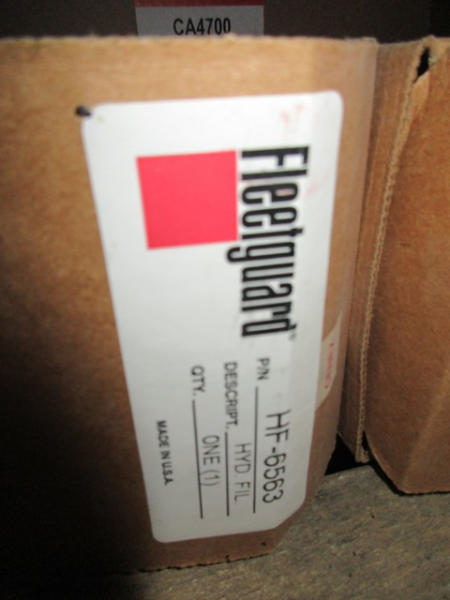 CA4700
Fleetguard
P/N HF-6563
DESCRIPT. HYD FIL
QTY. ONE (1)
MADE IN U.S.A.